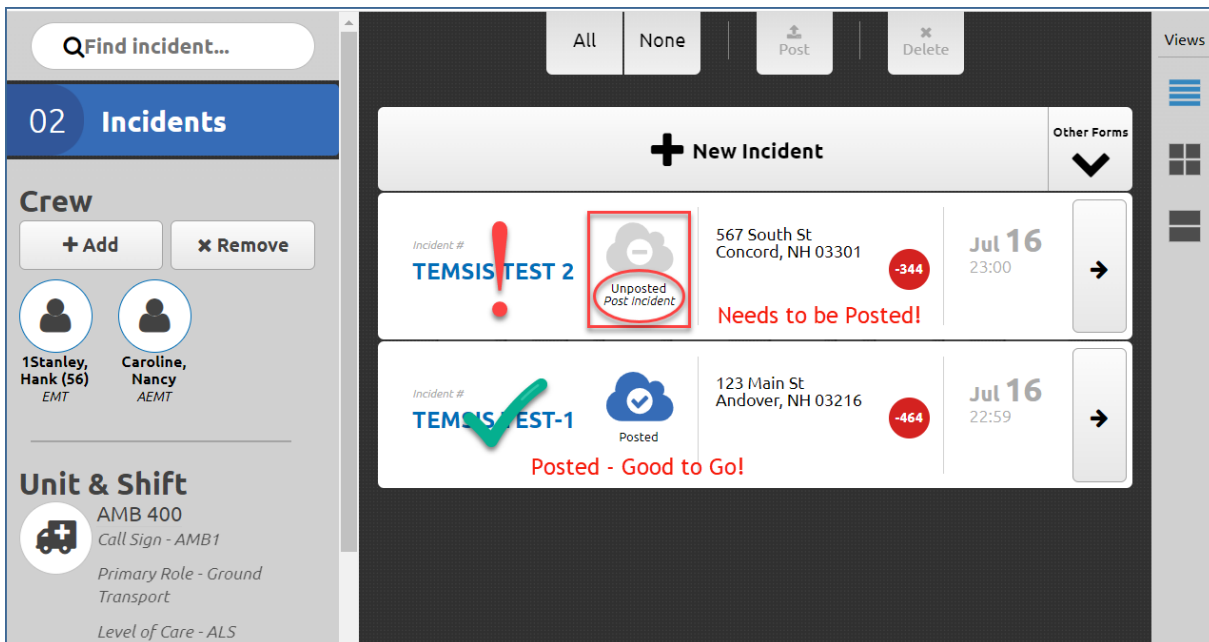 Find incident...
02 Incidents
Crew
Add
Remove
1Stanley,
Hank (56)
EMT
Caroline,
Nancy
AEMT
Unit & Shift
AMB 400
Call Sign - AMB1
Primary Role - Ground
Transport
Level of Care - ALS
All
None
Post
Delete
New Incident
Other Forms
Incident #
TEMSIS TEST 2
!
Unposted
Post Incident
567 South St
Concord, NH 03301
-344
Jul 16
23:00
Needs to be Posted!
Incident #
TEMSIS TEST-1
Posted
123 Main St
Andover, NH 03216
-464
Jul 16
22:59
Posted - Good to Go!
Views